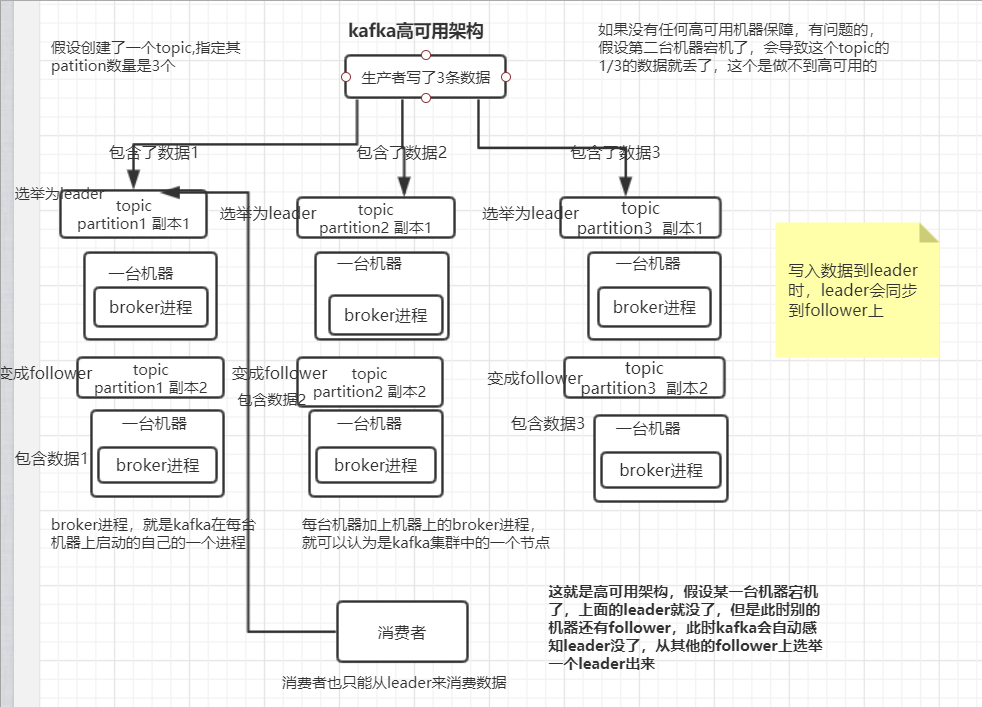 kafka高可用架构
假设创建了一个topic,指定其
patition数量是3个
如果没有任何高可用机器保障，有问题的，
假设第二台机器宕机了，会导致这个topic的
1/3的数据就丢了，这个是做不到高可用的
生产者写了3条数据
包含了数据1
包含了数据2
包含了数据3
选举为leader
topic
partition1 副本1
选举为leader
topic
partition2 副本1
选举为leader
topic
partition3 副本1
一台机器
broker进程
一台机器
broker进程
一台机器
broker进程
写入数据到leader
时，leader会同步
到follower上
变成follower
topic
partition1 副本2
变成follower
topic
partition2 副本2
变成follower
topic
partition3 副本2
包含数据1
一台机器
broker进程
包含数据2
一台机器
broker进程
包含数据3
一台机器
broker进程
broker进程，就是kafka在每台
机器上启动的自己的一个进程
每台机器加上机器上的broker进程，
就可以认为是kafka集群中的一个节点
消费者
消费者也只能从leader来消费数据
这就是高可用架构，假设某一台机器宕机
了，上面的leader就没了，但是此时别的
机器还有follower，此时kafka会自动感
知leader没了，从其他的follower上选举
一个leader出来